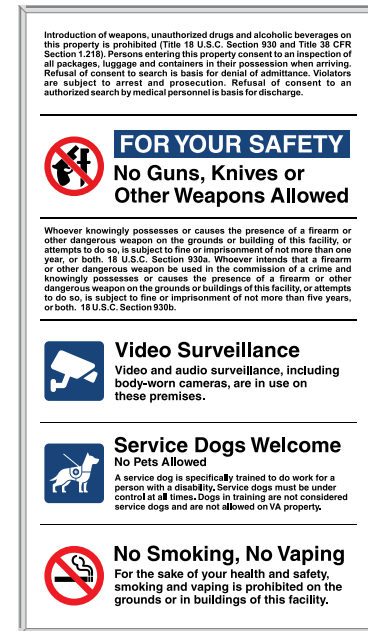 Introduction of weapons, unauthorized drugs and alcoholic beverages on
this property is prohibited (Title 18 U.S.C. Section 930 and Title 38 CFR
Section 1.218). Persons entering this property consent to an inspection of
all packages, luggage and containers in their possession when arriving.
Refusal of consent to search is basis for denial of admittance. Violators
are subject to arrest and prosecution. Refusal of consent to an
authorized search by medical personnel is basis for discharge.
FOR YOUR SAFETY
No Guns, Knives or
Other Weapons Allowed
Whoever knowingly possesses or causes the presence of a firearm or
other dangerous weapon on the grounds or building of this facility, or
attempts to do so, is subject to fine or imprisonment of not more than one
year, or both. 18 U.S.C. Section 930a. Whoever intends that a firearm
or other dangerous weapon be used in the commission of a crime and
knowingly possesses or causes the presence of a firearm or other
dangerous weapon on the grounds or buildings of this facility, or attempts
to do so, is subject to fine or imprisonment of not more than five years,
or both. 18 U.S.C. Section 930b.
Video Surveillance
Video and audio surveillance, including
body-worn cameras, are in use on
these premises.
Service Dogs Welcome
No Pets Allowed
A service dog is specifically trained to do work for a
person with a disability. Service dogs must be under
control at all times. Dogs in training are not considered
service dogs and are not allowed on VA property.
No Smoking, No Vaping
For the sake of your health and safety,
smoking and vaping is prohibited on the
grounds or in buildings of this facility.